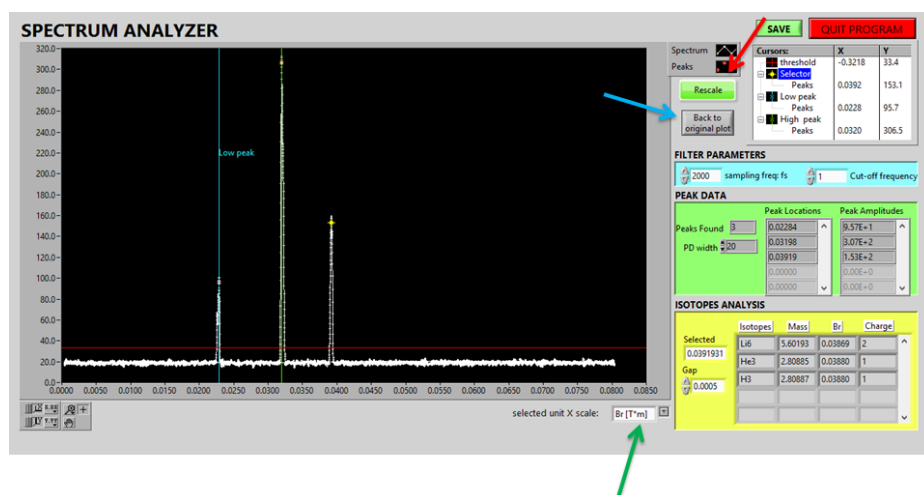 SPECTRUM ANALYZER
SAVE
QUIT PROGRAM
320.0
300.0
280.0
260.0
240.0
220.0
200.0
180.0
160.0
140.0
120.0
100.0
80.0
60.0
40.0
20.0
0.0
Low peak
0.0000 0.0050 0.0100 0.0150 0.0200 0.0250 0.0300 0.0350 0.0400 0.0450 0.0500 0.0550 0.0600 0.0650 0.0700 0.0750 0.0800 0.0850
selected unit X scale: Br [T*m]
Spectrum
Peaks
Rescale
Back to
original plot
Cursors: X Y
threshold -0.3218 33.4
Selector
Peaks 0.0392 153.1
Low peak
Peaks 0.0228 95.7
High peak
Peaks 0.0320 306.5
FILTER PARAMETERS
2000 sampling freq: fs 1 Cut-off frequency
PEAK DATA
Peak Locations Peak Amplitudes
Peaks Found 3 0.02284 9.57E+1
PD width 20 0.03198 3.07E+2
0.03919 1.53E+2
0.00000 0.00E+0
0.00000 0.00E+0
ISOTOPES ANALYSIS
Isotopes Mass Br Charge
Selected Li6 5.60193 0.03869 2
0.0391931 He3 2.80885 0.03880 1
Gap H3 2.80887 0.03880 1
0.0005